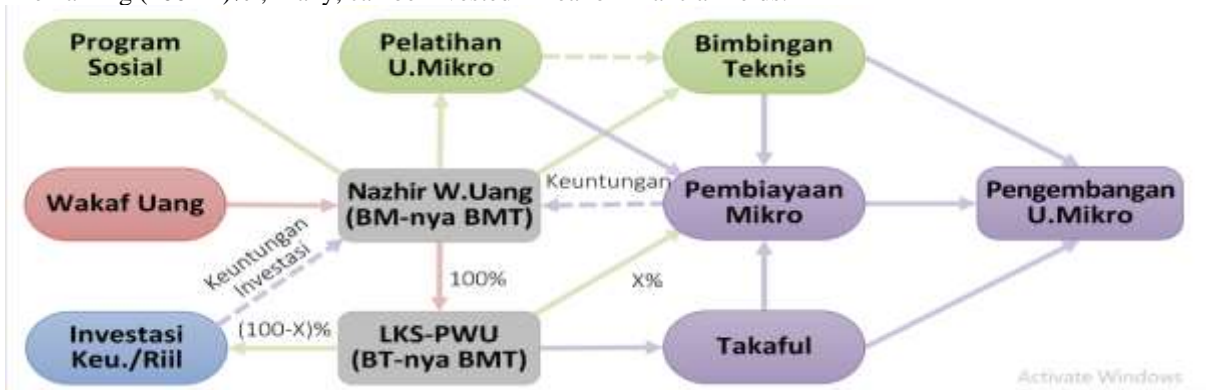 Program
Sosial
Pelatihan
U.Mikro
Bimbingan
Teknis
Wakaf Uang
Nazhir W.Uang
(BM-nya BMT)
Keuntungan
Pembiayaan
Mikro
Pengembangan
U.Mikro
Keuntungan
Investasi
100%
X%
Investasi
Keu./Riil
(100-X)%
LKS-PWU
(BT-nya BMT)
Takaful
Activate Windows